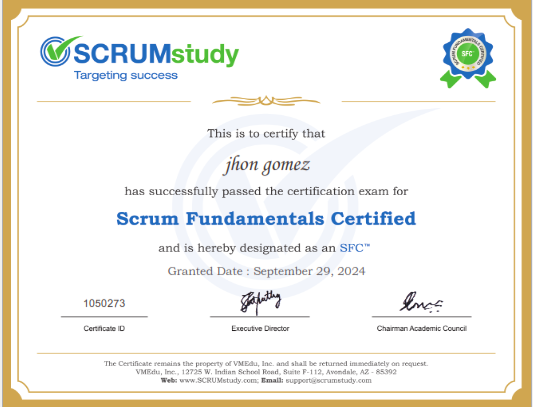 SCRUMstudy
Targeting success
SCRUM FUNDAMENTALS CERTIFIED
SFC
This is to certify that
jhon gomez
has successfully passed the certification exam for
Scrum Fundamentals Certified
and is hereby designated as an SFC™
Granted Date : September 29, 2024
1050273
Certificate ID
Executive Director
Chairman Academic Council
The Certificate remains the property of VMEdu, Inc. and shall be returned immediately on request.
VMEdu, Inc., 12725 W. Indian School Road, Suite F-112, Avondale, AZ - 85392
Web: www.SCRUMstudy.com; Email: support@scrumstudy.com